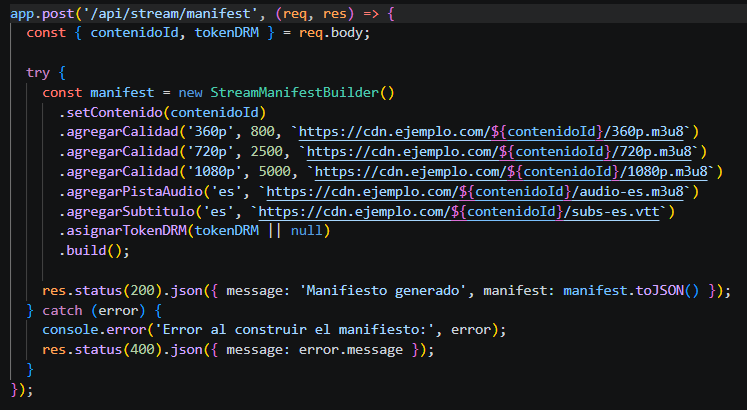 app.post('/api/stream/manifest', (req, res) => {
  const { contenidoId, tokenDRM } = req.body;

  try {
    const manifest = new StreamManifestBuilder()
      .setContenido(contenidoId)
      .agregarCalidad('360p', 800, `https://cdn.ejemplo.com/${contenidoId}/360p.m3u8`)
      .agregarCalidad('720p', 2500, `https://cdn.ejemplo.com/${contenidoId}/720p.m3u8`)
      .agregarCalidad('1080p', 5000, `https://cdn.ejemplo.com/${contenidoId}/1080p.m3u8`)
      .agregarPistaAudio('es', `https://cdn.ejemplo.com/${contenidoId}/audio-es.m3u8`)
      .agregarSubtitulo('es', `https://cdn.ejemplo.com/${contenidoId}/subs-es.vtt`)
      .asignarTokenDRM(tokenDRM || null)
      .build();

    res.status(200).json({ message: 'Manifiesto generado', manifest: manifest.toJSON() });
  } catch (error) {
    console.error('Error al construir el manifiesto:', error);
    res.status(400).json({ message: error.message });
  }
});